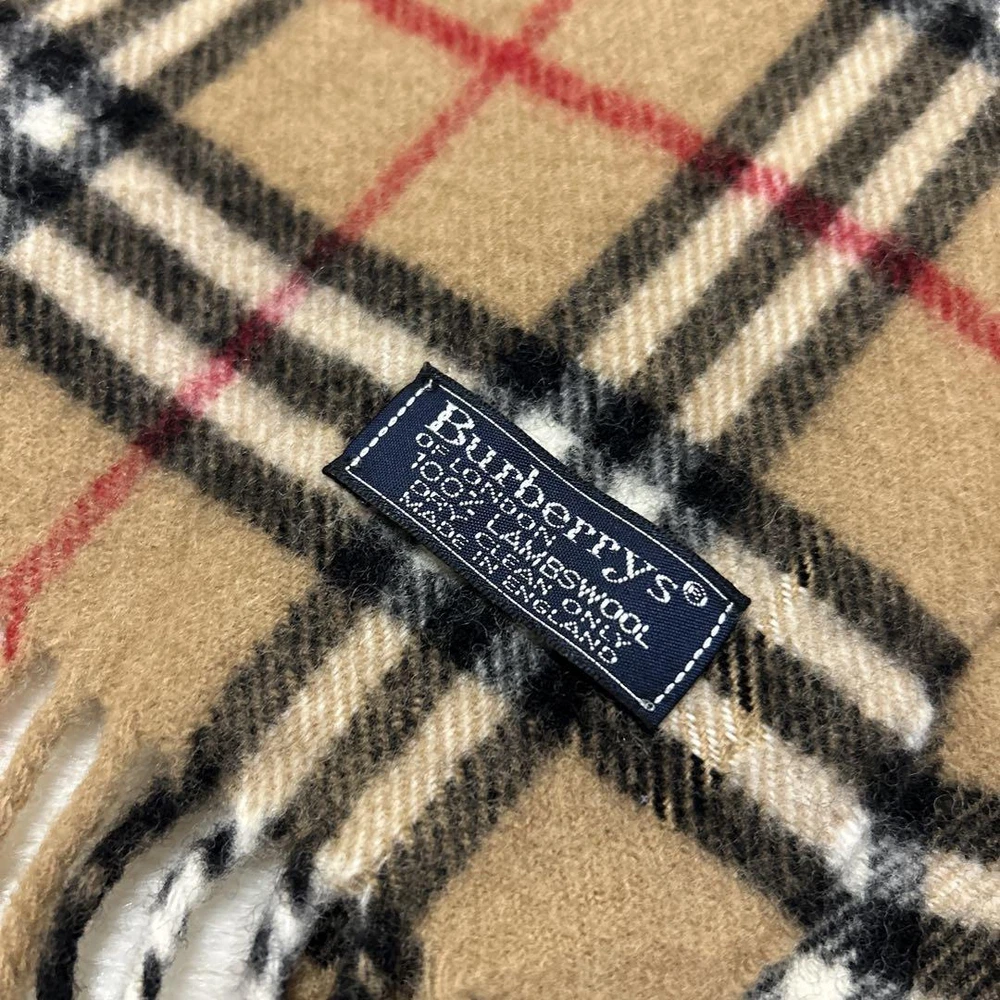 Burberrys®
OF LONDON
100% LAMBSWOOL
DRY CLEAN ONLY
MADE IN ENGLAND